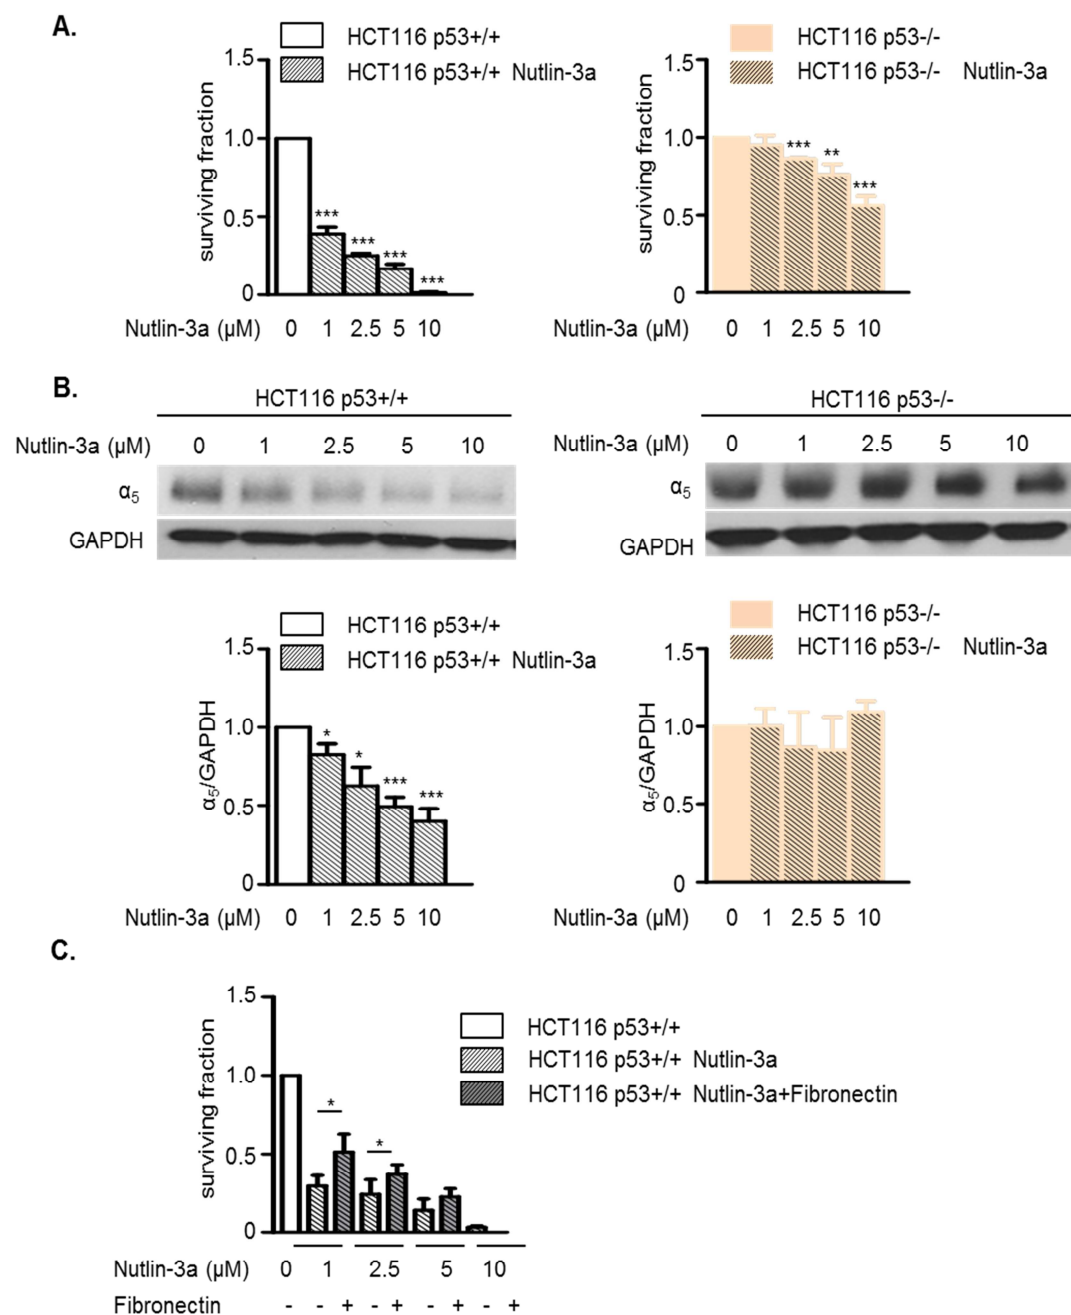 A.
HCT116 p53+/+
HCT116 p53+/+ Nutlin-3a
surviving fraction
1.5
1.0
0.5
0
*** *** *** ***
Nutlin-3a (µM) 0 1 2.5 5 10
HCT116 p53-/-
HCT116 p53-/- Nutlin-3a
surviving fraction
1.5
1.0
0.5
0
*** ** ***
Nutlin-3a (µM) 0 1 2.5 5 10
B.
HCT116 p53+/+
Nutlin-3a (µM) 0 1 2.5 5 10
α5
GAPDH
HCT116 p53-/-
Nutlin-3a (µM) 0 1 2.5 5 10
α5
GAPDH
HCT116 p53+/+
HCT116 p53+/+ Nutlin-3a
α5/GAPDH
1.5
1.0
0.5
0
* * *** ***
Nutlin-3a (µM) 0 1 2.5 5 10
HCT116 p53-/-
HCT116 p53-/- Nutlin-3a
α5/GAPDH
1.5
1.0
0.5
0
Nutlin-3a (µM) 0 1 2.5 5 10
C.
surviving fraction
1.5
1.0
0.5
0
* *
HCT116 p53+/+
HCT116 p53+/+ Nutlin-3a
HCT116 p53+/+ Nutlin-3a+Fibronectin
Nutlin-3a (µM) 0 1 2.5 5 10
Fibronectin - - + - + - + - +